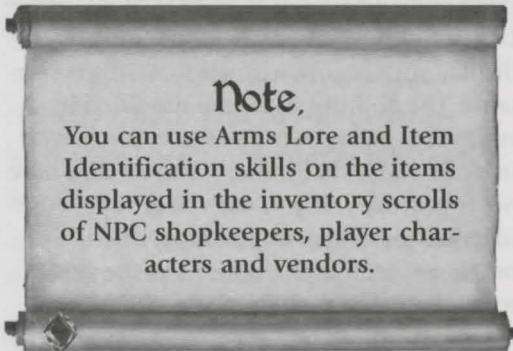 Note,
You can use Arms Lore and Item
Identification skills on the items
displayed in the inventory scrolls
of NPC shopkeepers, player char-
acters and vendors.